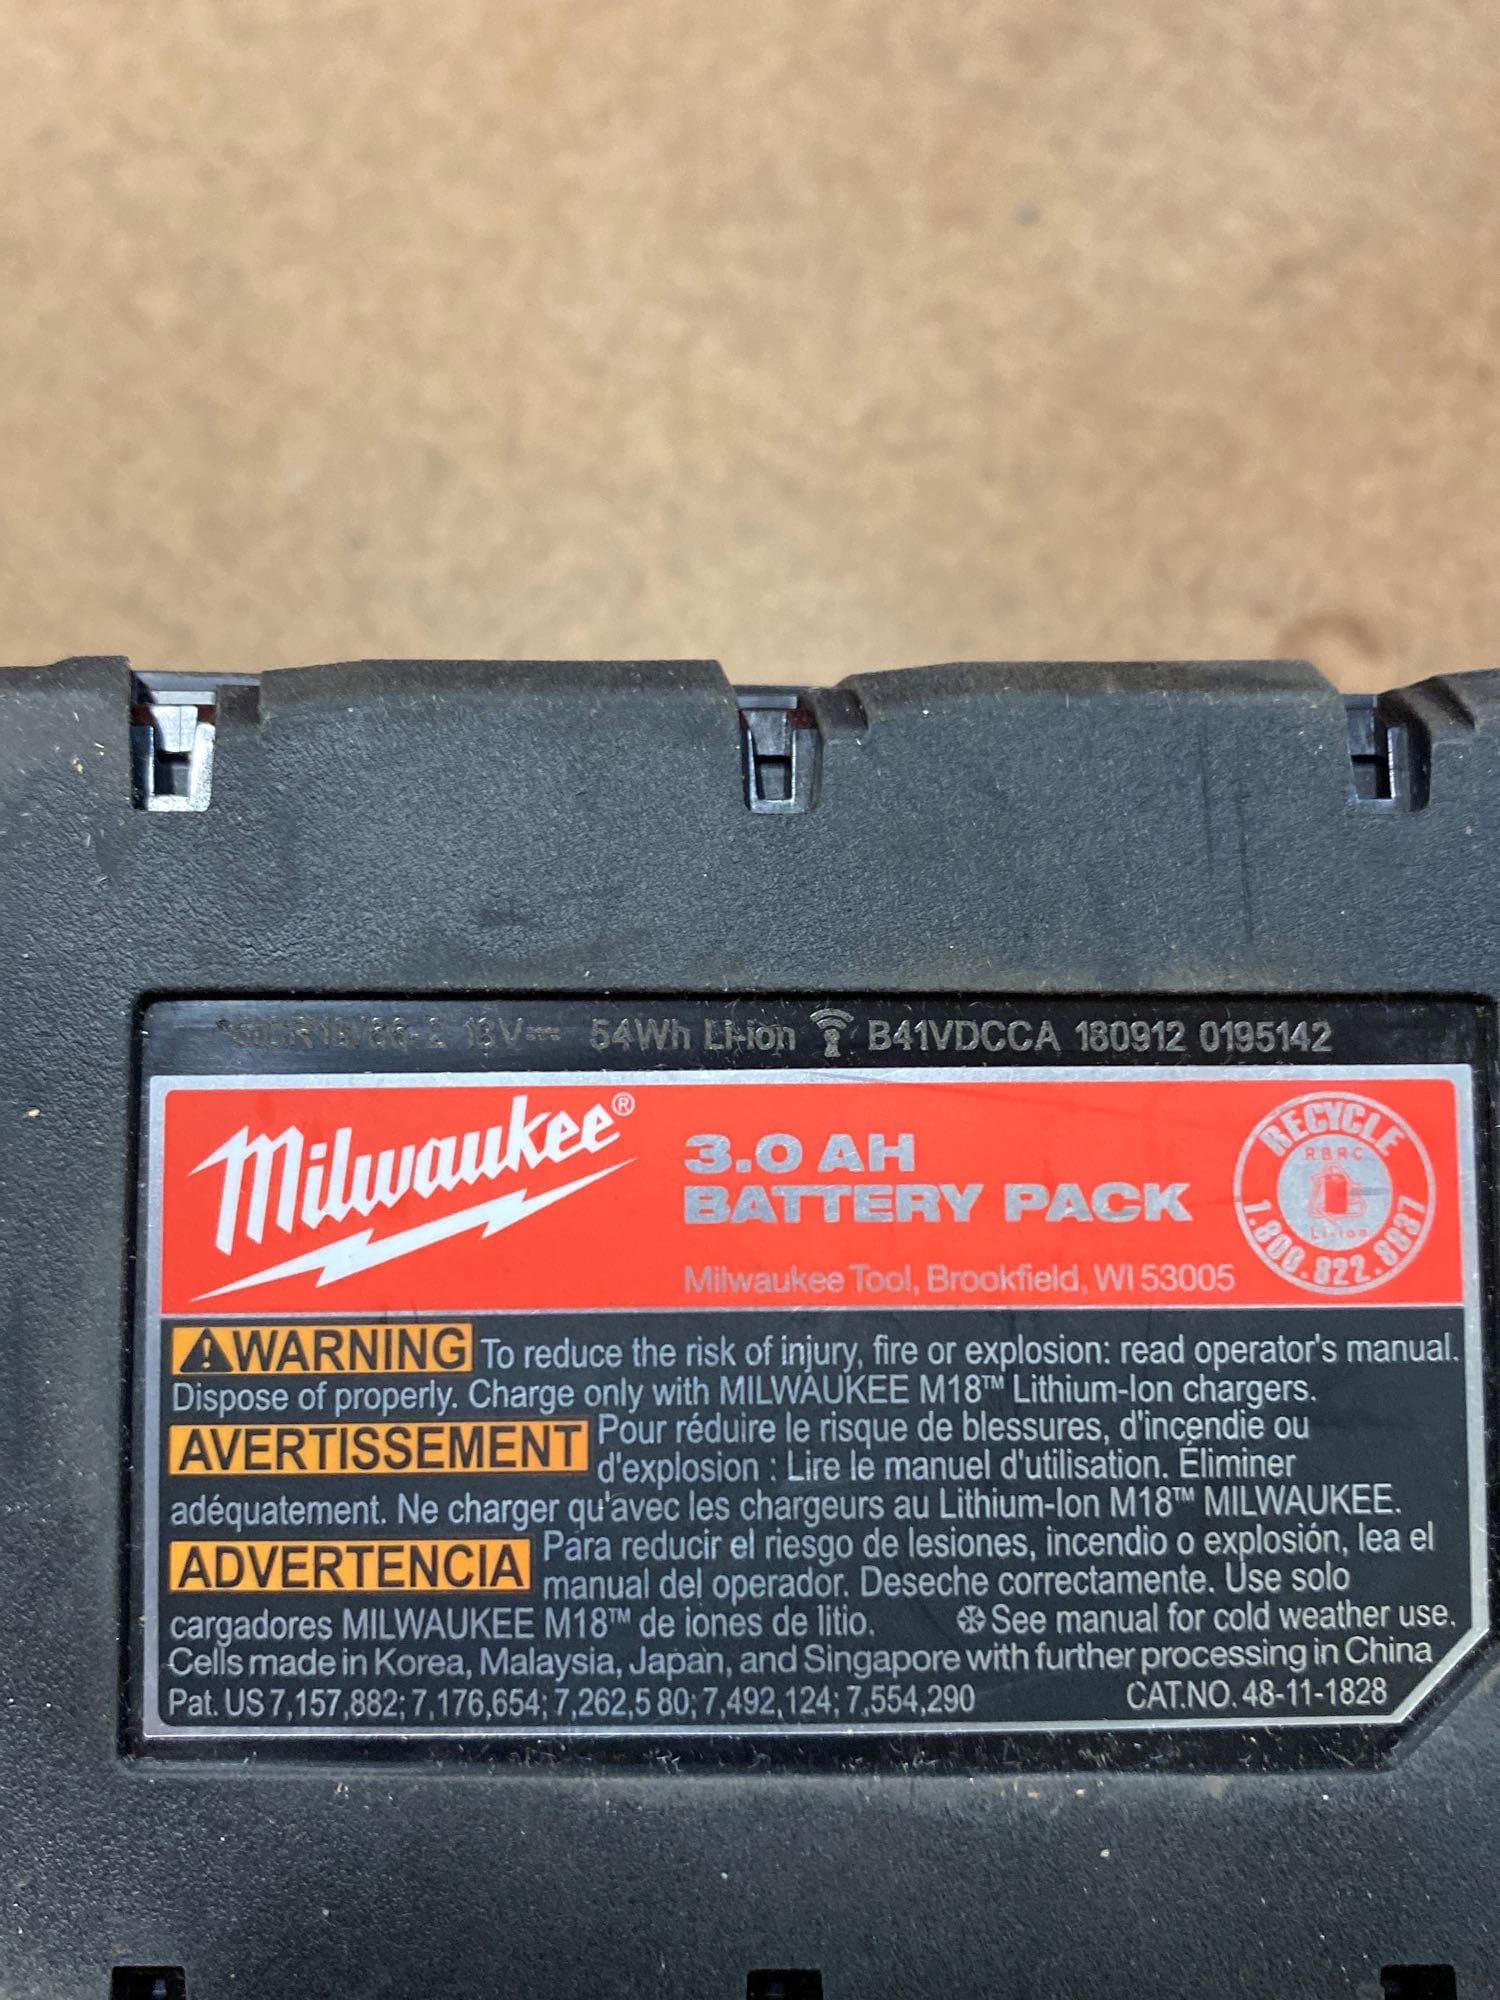 18V⎓ 54Wh Li-ion B41VDCCA 180912 0195142
Milwaukee®
3.0 AH
BATTERY PACK
Milwaukee Tool, Brookfield, WI 53005
RECYCLE
RBRC
Li-Ion
1.800.822.8837
⚠WARNING To reduce the risk of injury, fire or explosion: read operator's manual.
Dispose of properly. Charge only with MILWAUKEE M18™ Lithium-Ion chargers.
AVERTISSEMENT Pour réduire le risque de blessures, d'incendie ou
d'explosion : Lire le manuel d'utilisation. Éliminer
adéquatement. Ne charger qu'avec les chargeurs au Lithium-Ion M18™ MILWAUKEE.
ADVERTENCIA Para reducir el riesgo de lesiones, incendio o explosión, lea el
manual del operador. Deseche correctamente. Use solo
cargadores MILWAUKEE M18™ de iones de litio. See manual for cold weather use.
Cells made in Korea, Malaysia, Japan, and Singapore with further processing in China
Pat. US 7,157,882; 7,176,654; 7,262,580; 7,492,124; 7,554,290 CAT.NO. 48-11-1828